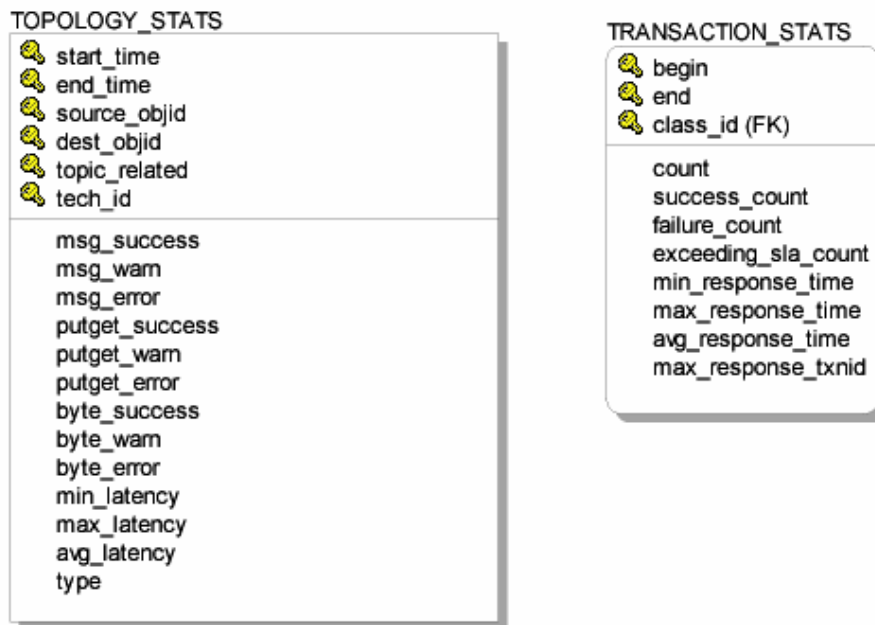 TOPOLOGY_STATS
start_time
end_time
source_objid
dest_objid
topic_related
tech_id
msg_success
msg_warn
msg_error
putget_success
putget_warn
putget_error
byte_success
byte_warn
byte_error
min_latency
max_latency
avg_latency
type
TRANSACTION_STATS
begin
end
class_id (FK)
count
success_count
failure_count
exceeding_sla_count
min_response_time
max_response_time
avg_response_time
max_response_txnid